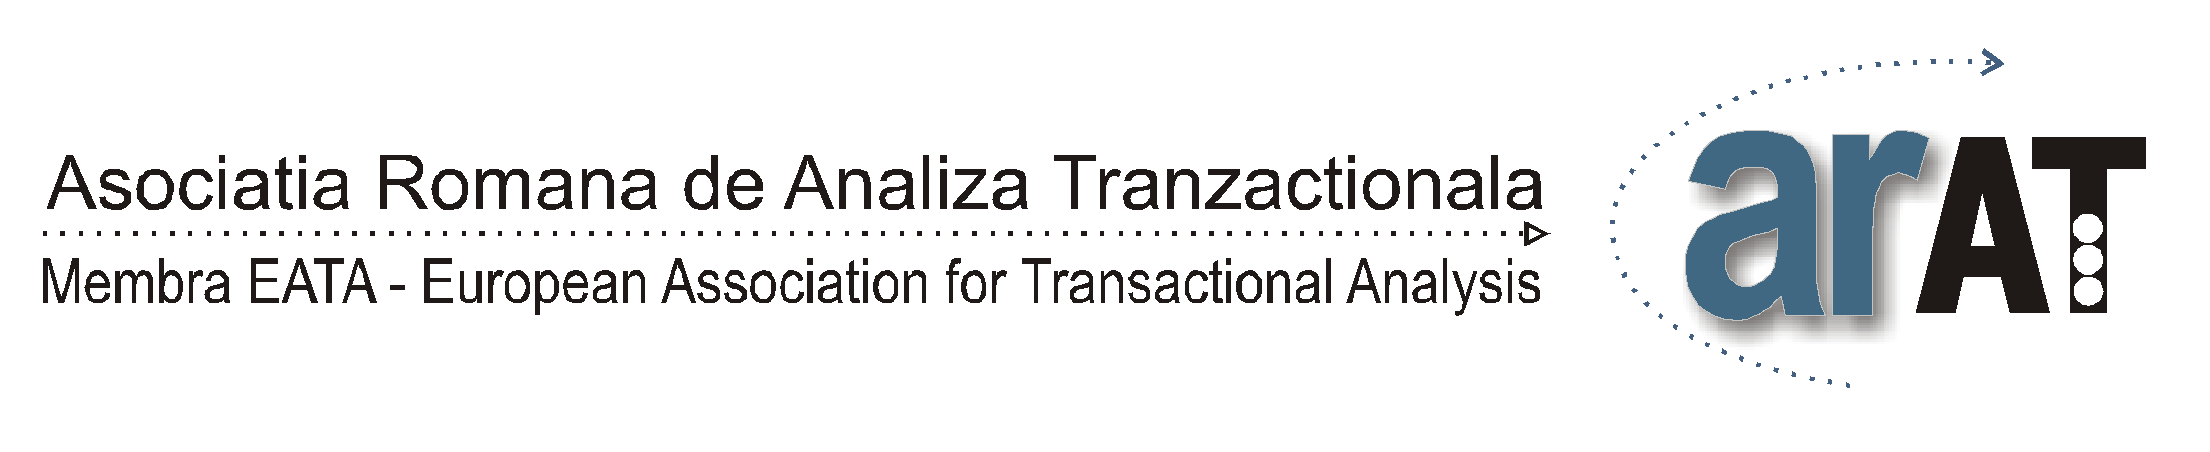 Asociatia Romana de Analiza Tranzactionala
Membra EATA - European Association for Transactional Analysis
arAT